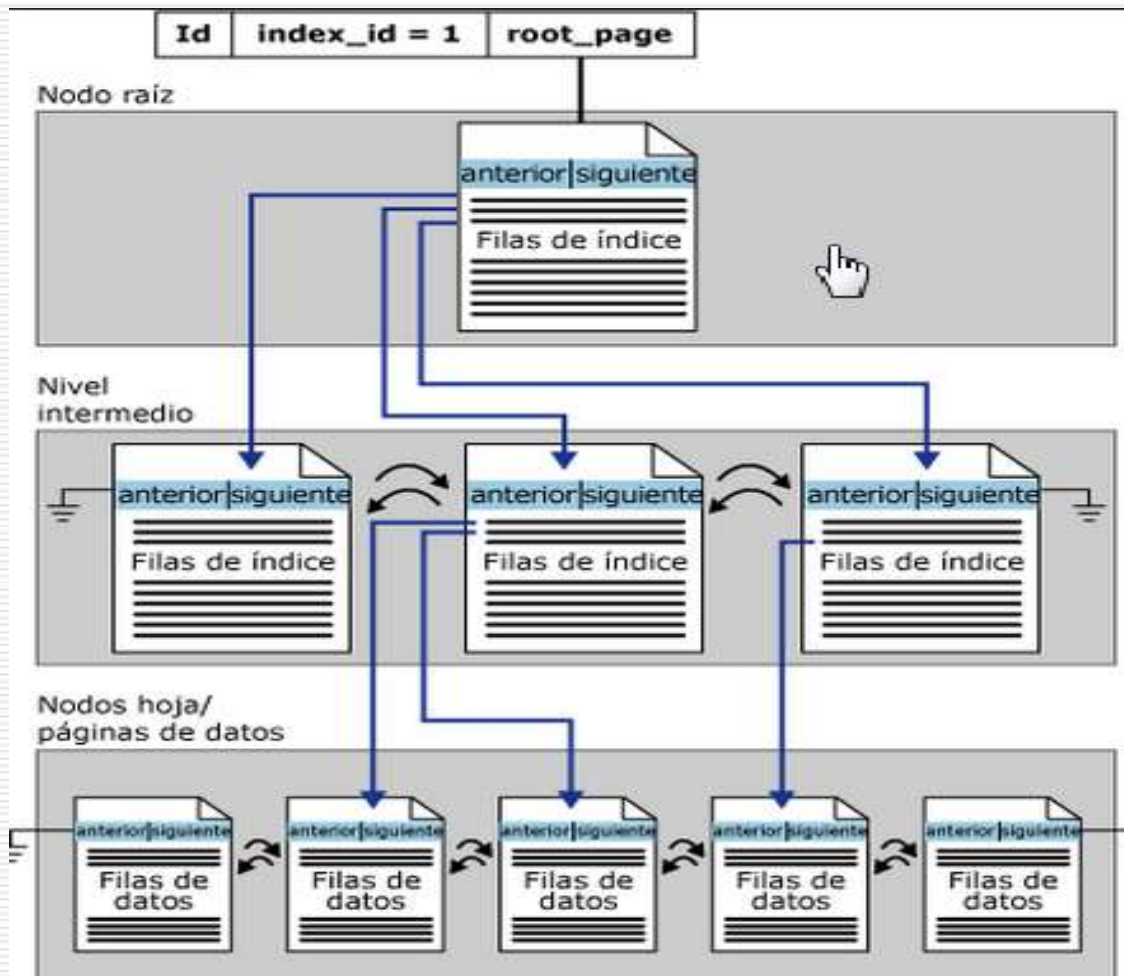 Id index_id = 1 root_page
Nodo raíz
anterior siguiente
Filas de índice
Nivel
intermedio
anterior siguiente anterior siguiente anterior siguiente
Filas de índice Filas de índice Filas de índice
Nodos hoja/
páginas de datos
anterior siguiente anterior siguiente anterior siguiente anterior siguiente anterior siguiente
Filas de Filas de Filas de Filas de Filas de
datos datos datos datos datos